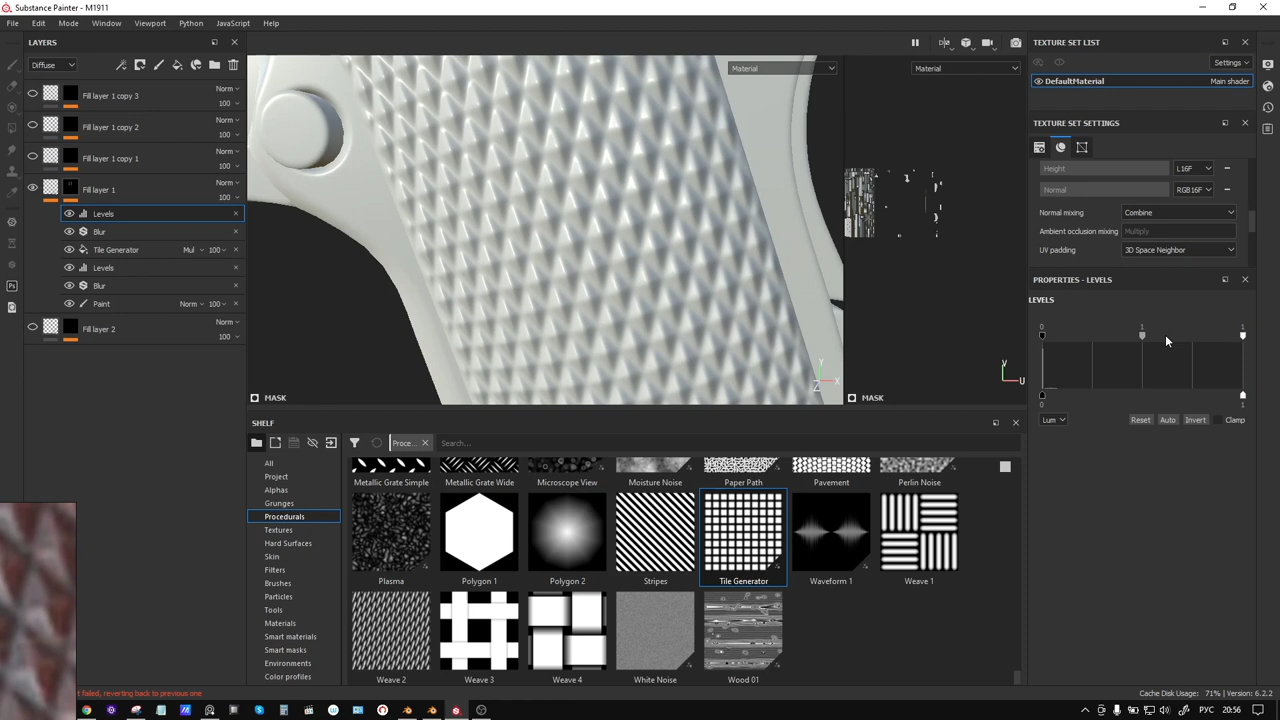 Substance Painter - M1911
File Edit Mode Window Viewport Python JavaScript Help
LAYERS
Diffuse
Fill layer 1 copy 3 Norm 100
Fill layer 1 copy 2 Norm 100
Fill layer 1 copy 1 Norm 100
Fill layer 1 Norm 100
Levels
Blur
Tile Generator Mul 100
Levels
Blur
Paint Norm 100
Fill layer 2 Norm 100
Material
Material
Y
X
Z
V
U
MASK
MASK
SHELF
Proce...
Search...
All
Project
Alphas
Grunges
Procedurals
Textures
Hard Surfaces
Skin
Filters
Brushes
Particles
Tools
Materials
Smart materials
Smart masks
Environments
Color profiles
Metallic Grate Simple Metallic Grate Wide Microscope View Moisture Noise Paper Path Pavement Perlin Noise
Plasma Polygon 1 Polygon 2 Stripes Tile Generator Waveform 1 Weave 1
Weave 2 Weave 3 Weave 4 White Noise Wood 01
TEXTURE SET LIST
Settings
DefaultMaterial Main shader
TEXTURE SET SETTINGS
Height L16F
Normal RGB16F
Normal mixing Combine
Ambient occlusion mixing Multiply
UV padding 3D Space Neighbor
PROPERTIES - LEVELS
LEVELS
0 1 1
0 1
Lum Reset Auto Invert Clamp
t failed, reverting back to previous one
Cache Disk Usage: 71% | Version: 6.2.2
Ps
РУС 20:56